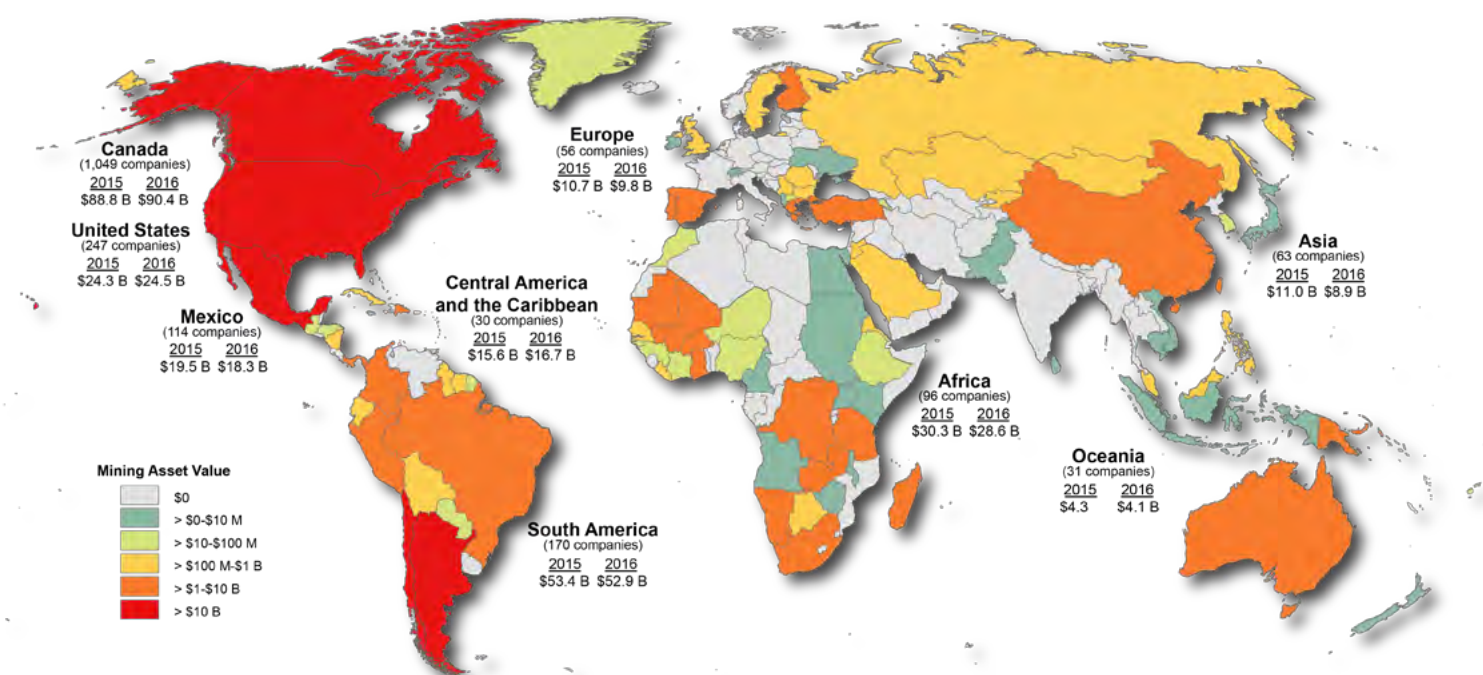 Canada
(1,049 companies)
2015 2016
$88.8 B $90.4 B
United States
(247 companies)
2015 2016
$24.3 B $24.5 B
Mexico
(114 companies)
2015 2016
$19.5 B $18.3 B
Central America
and the Caribbean
(30 companies)
2015 2016
$15.6 B $16.7 B
Europe
(56 companies)
2015 2016
$10.7 B $9.8 B
Asia
(63 companies)
2015 2016
$11.0 B $8.9 B
Africa
(96 companies)
2015 2016
$30.3 B $28.6 B
Oceania
(31 companies)
2015 2016
$4.3 $4.1 B
South America
(170 companies)
2015 2016
$53.4 B $52.9 B
Mining Asset Value
$0
> $0-$10 M
> $10-$100 M
> $100 M-$1 B
> $1-$10 B
> $10 B